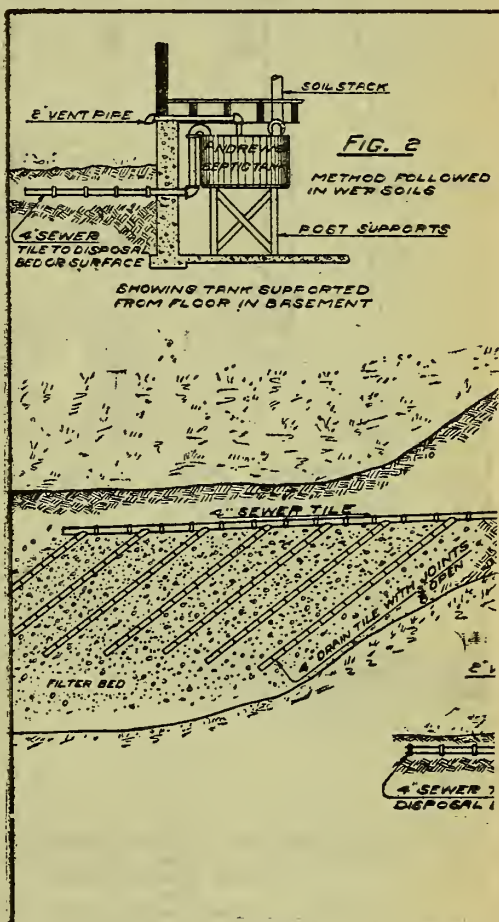 SOIL STACK
2" VENT PIPE
ANDREWS
SEPTIC TANK
FIG. 2
METHOD FOLLOWED
IN WET SOILS
4" SEWER
TILE TO DISPOSAL
BED OR SURFACE
POST SUPPORTS
SHOWING TANK SUPPORTED
FROM FLOOR IN BASEMENT
4" SEWER TILE
4" DRAIN TILE WITH JOINTS
OPEN
FILTER BED
2"
4" SEWER
DISPOSAL